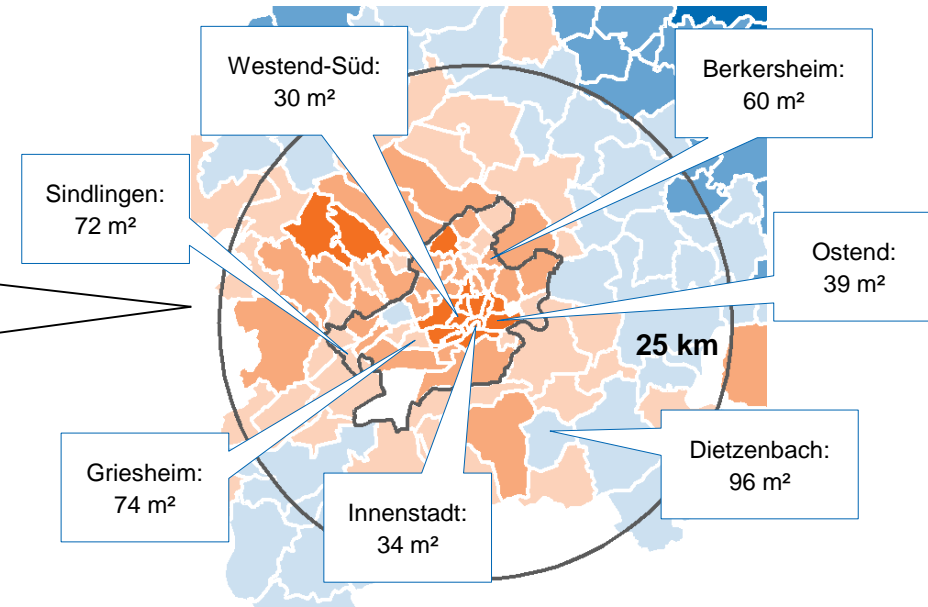 Westend-Süd:
30 m²
Berkersheim:
60 m²
Sindlingen:
72 m²
Ostend:
39 m²
25 km
Griesheim:
74 m²
Dietzenbach:
96 m²
Innenstadt:
34 m²